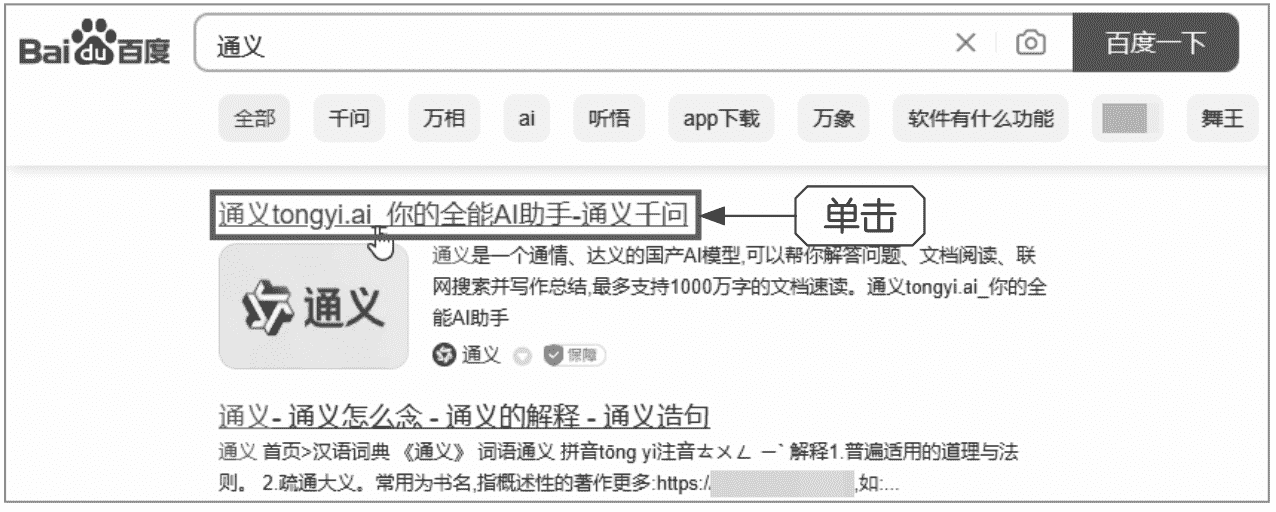 Bai du 百度 通义 百度一下
全部 千问 万相 ai 听悟 app下载 万象 软件有什么功能 舞王
通义tongyi.ai_你的全能AI助手-通义千问 单击
通义是一个通情、达义的国产AI模型,可以帮你解答问题、文档阅读、联
网搜索并写作总结,最多支持1000万字的文档速读。通义tongyi.ai_你的全
能AI助手
通义
通义 保障
通义- 通义怎么念 - 通义的解释 - 通义造句
通义 首页>汉语词典 《通义》 词语通义 拼音tōng yì注音ㄊㄨㄥ ㄧˋ 解释1.普遍适用的道理与法
则。 2.疏通大义。常用为书名,指概述性的著作更多:https:/ ,如:...